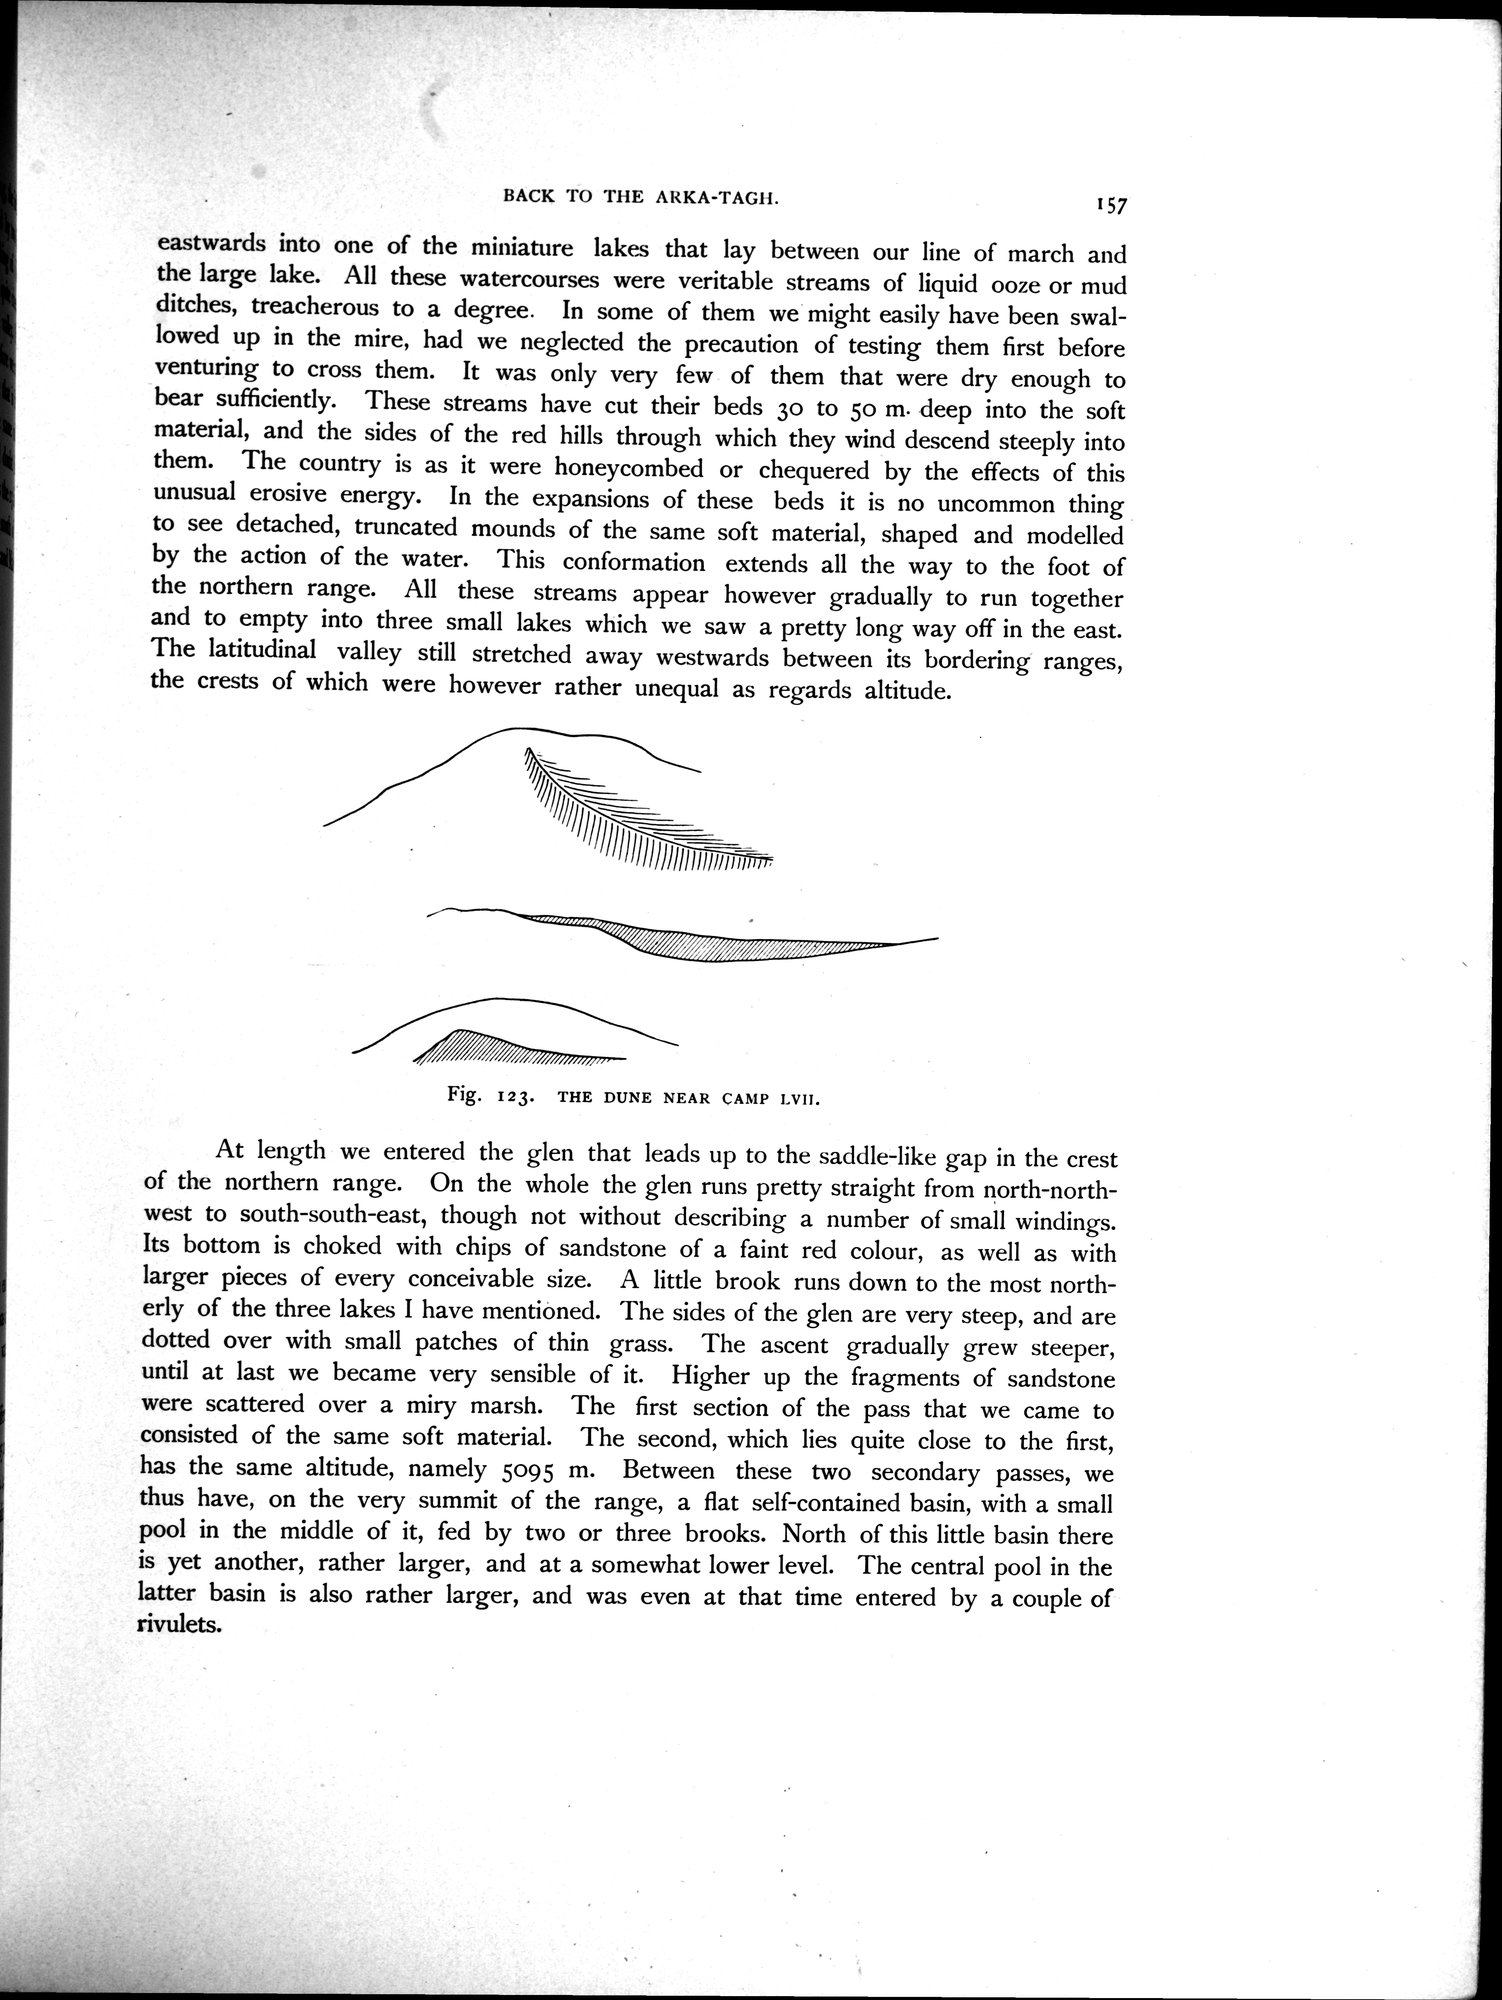 BACK TO THE ARKA-TAGH.
157
eastwards into one of the miniature lakes that lay between our line of march and
the large lake. All these watercourses were veritable streams of liquid ooze or mud
ditches, treacherous to a degree. In some of them we might easily have been swal-
lowed up in the mire, had we neglected the precaution of testing them first before
venturing to cross them. It was only very few of them that were dry enough to
bear sufficiently. These streams have cut their beds 30 to 50 m. deep into the soft
material, and the sides of the red hills through which they wind descend steeply into
them. The country is as it were honeycombed or chequered by the effects of this
unusual erosive energy. In the expansions of these beds it is no uncommon thing
to see detached, truncated mounds of the same soft material, shaped and modelled
by the action of the water. This conformation extends all the way to the foot of
the northern range. All these streams appear however gradually to run together
and to empty into three small lakes which we saw a pretty long way off in the east.
The latitudinal valley still stretched away westwards between its bordering ranges,
the crests of which were however rather unequal as regards altitude.
Fig. 123. THE DUNE NEAR CAMP LVII.
At length we entered the glen that leads up to the saddle-like gap in the crest
of the northern range. On the whole the glen runs pretty straight from north-north-
west to south-south-east, though not without describing a number of small windings.
Its bottom is choked with chips of sandstone of a faint red colour, as well as with
larger pieces of every conceivable size. A little brook runs down to the most north-
erly of the three lakes I have mentioned. The sides of the glen are very steep, and are
dotted over with small patches of thin grass. The ascent gradually grew steeper,
until at last we became very sensible of it. Higher up the fragments of sandstone
were scattered over a miry marsh. The first section of the pass that we came to
consisted of the same soft material. The second, which lies quite close to the first,
has the same altitude, namely 5095 m. Between these two secondary passes, we
thus have, on the very summit of the range, a flat self-contained basin, with a small
pool in the middle of it, fed by two or three brooks. North of this little basin there
is yet another, rather larger, and at a somewhat lower level. The central pool in the
latter basin is also rather larger, and was even at that time entered by a couple of
rivulets.